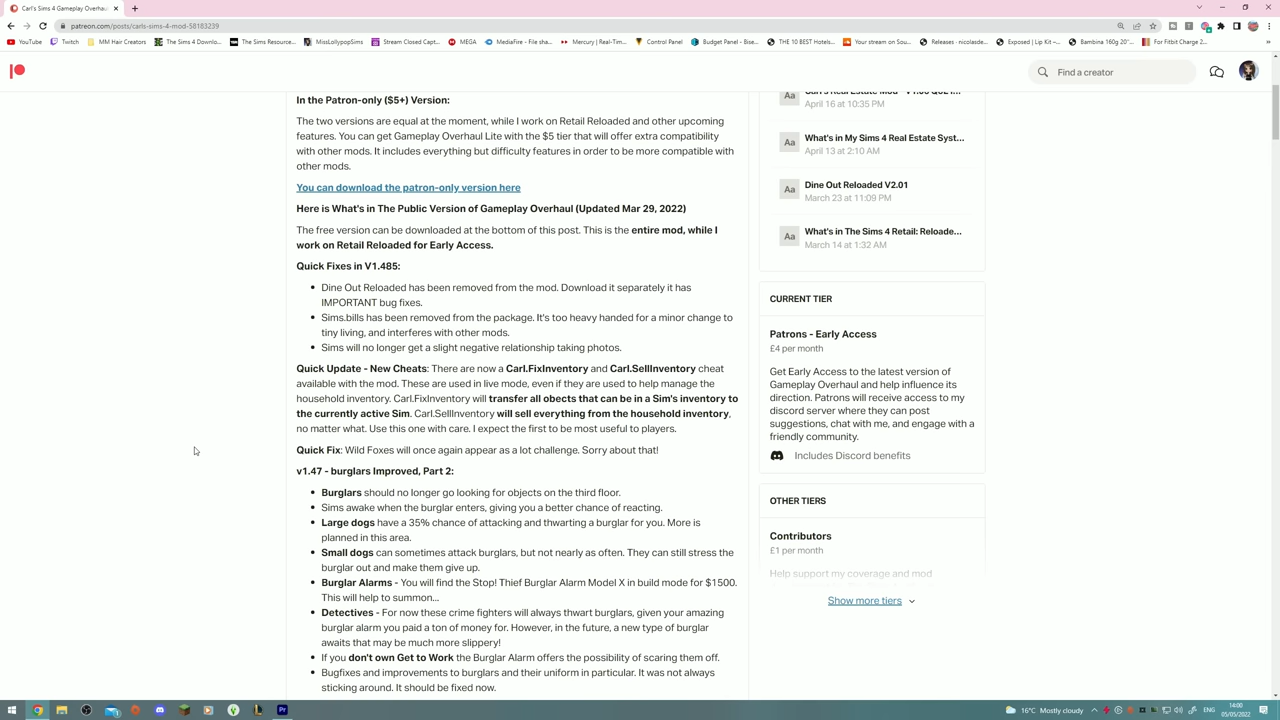 Carl's Sims 4 Gameplay Overhau
patreon.com/posts/carls-sims-4-mod-58183239
YouTube
Twitch
MM Hair Creators
The Sims 4 Downlo...
The Sims Resource...
MissLollypopSims
Stream Closed Capt...
MEGA
MediaFire - File sha...
Mercury | Real-Tim...
Control Panel
Budget Panel - Bise...
THE 10 BEST Hotels...
Your stream on Sou...
Releases · nicolasde...
Exposed | Lip Kit –...
Bambina 160g 20"...
For Fitbit Charge 2...
»
Find a creator
In the Patron-only ($5+) Version:
The two versions are equal at the moment, while I work on Retail Reloaded and other upcoming
features. You can get Gameplay Overhaul Lite with the $5 tier that will offer extra compatibility
with other mods. It includes everything but difficulty features in order to be more compatible with
other mods.
You can download the patron-only version here
Here is What's in The Public Version of Gameplay Overhaul (Updated Mar 29, 2022)
The free version can be downloaded at the bottom of this post. This is the entire mod, while I
work on Retail Reloaded for Early Access.
Quick Fixes in V1.485:
Dine Out Reloaded has been removed from the mod. Download it separately it has
IMPORTANT bug fixes.
Sims.bills has been removed from the package. It's too heavy handed for a minor change to
tiny living, and interferes with other mods.
Sims will no longer get a slight negative relationship taking photos.
Quick Update - New Cheats: There are now a Carl.FixInventory and Carl.SellInventory cheat
available with the mod. These are used in live mode, even if they are used to help manage the
household inventory. Carl.FixInventory will transfer all obects that can be in a Sim's inventory to
the currently active Sim. Carl.SellInventory will sell everything from the household inventory,
no matter what. Use this one with care. I expect the first to be most useful to players.
Quick Fix: Wild Foxes will once again appear as a lot challenge. Sorry about that!
v1.47 - burglars Improved, Part 2:
Burglars should no longer go looking for objects on the third floor.
Sims awake when the burglar enters, giving you a better chance of reacting.
Large dogs have a 35% chance of attacking and thwarting a burglar for you. More is
planned in this area.
Small dogs can sometimes attack burglars, but not nearly as often. They can still stress the
burglar out and make them give up.
Burglar Alarms - You will find the Stop! Thief Burglar Alarm Model X in build mode for $1500.
This will help to summon...
Detectives - For now these crime fighters will always thwart burglars, given your amazing
burglar alarm you paid a ton of money for. However, in the future, a new type of burglar
awaits that may be much more slippery!
If you don't own Get to Work the Burglar Alarm offers the possibility of scaring them off.
Bugfixes and improvements to burglars and their uniform in particular. It was not always
sticking around. It should be fixed now.
Aa
April 16 at 10:35 PM
Aa
What's in My Sims 4 Real Estate Syst...
April 13 at 2:10 AM
Aa
Dine Out Reloaded V2.01
March 23 at 11:09 PM
Aa
What's in The Sims 4 Retail: Reloade...
March 14 at 1:32 AM
CURRENT TIER
Patrons - Early Access
£4 per month
Get Early Access to the latest version of
Gameplay Overhaul and help influence its
direction. Patrons will receive access to my
discord server where they can post
suggestions, chat with me, and engage with a
friendly community.
Includes Discord benefits
OTHER TIERS
Contributors
£1 per month
Help support my coverage and mod
Show more tiers
16°C Mostly cloudy
ENG
14:00
05/05/2022